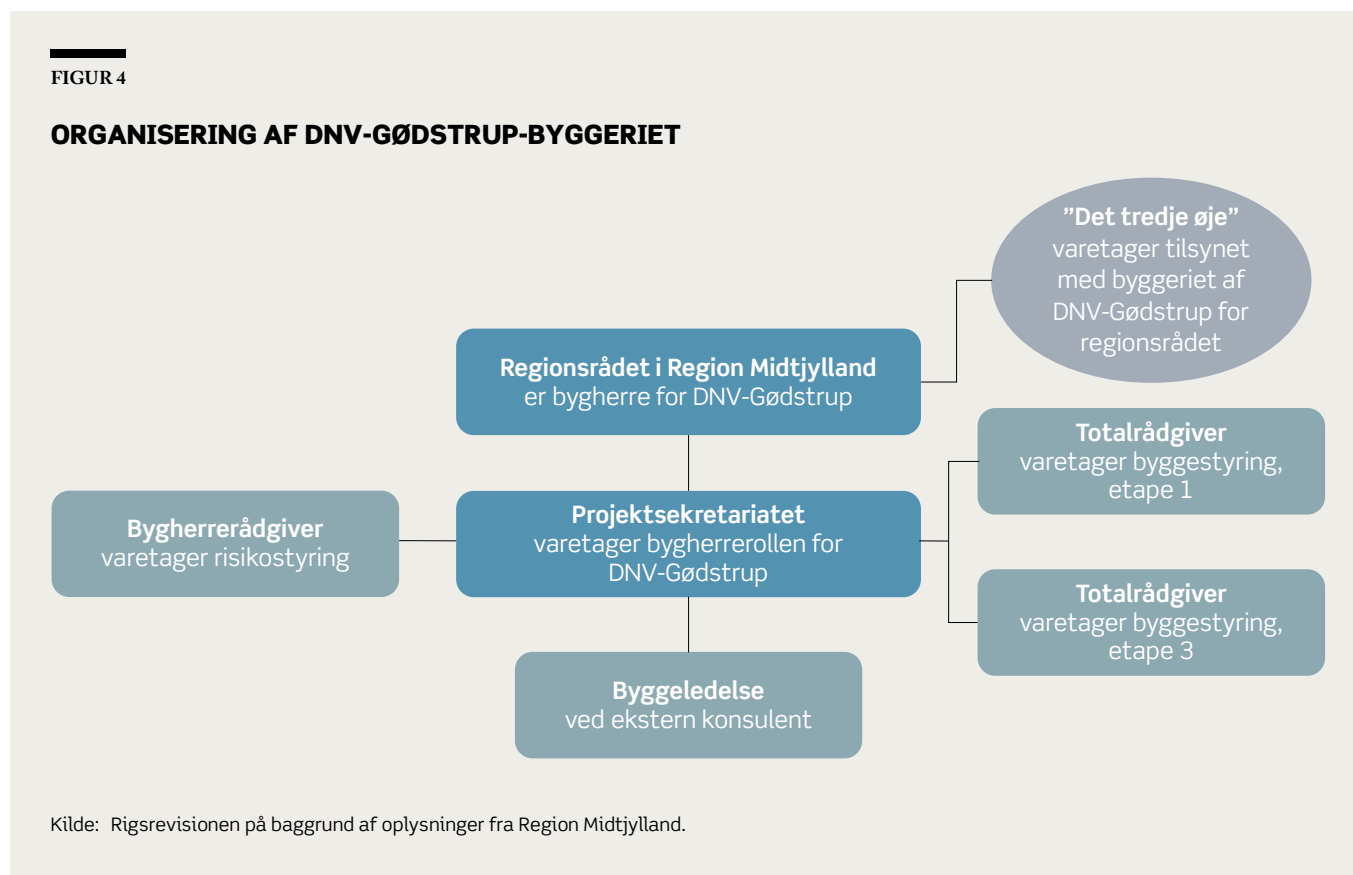 FIGUR 4
ORGANISERING AF DNV-GØDSTRUP-BYGGERIET
”Det tredje øje”
varetager tilsynet
med byggeriet af
DNV-Gødstrup for
regionsrådet
Regionsrådet i Region Midtjylland
er bygherre for DNV-Gødstrup
Totalrådgiver
varetager byggestyring,
etape 1
Bygherrerådgiver
varetager risikostyring
Projektsekretariatet
varetager bygherrerollen for
DNV-Gødstrup
Totalrådgiver
varetager byggestyring,
etape 3
Byggeledelse
ved ekstern konsulent
Kilde: Rigsrevisionen på baggrund af oplysninger fra Region Midtjylland.